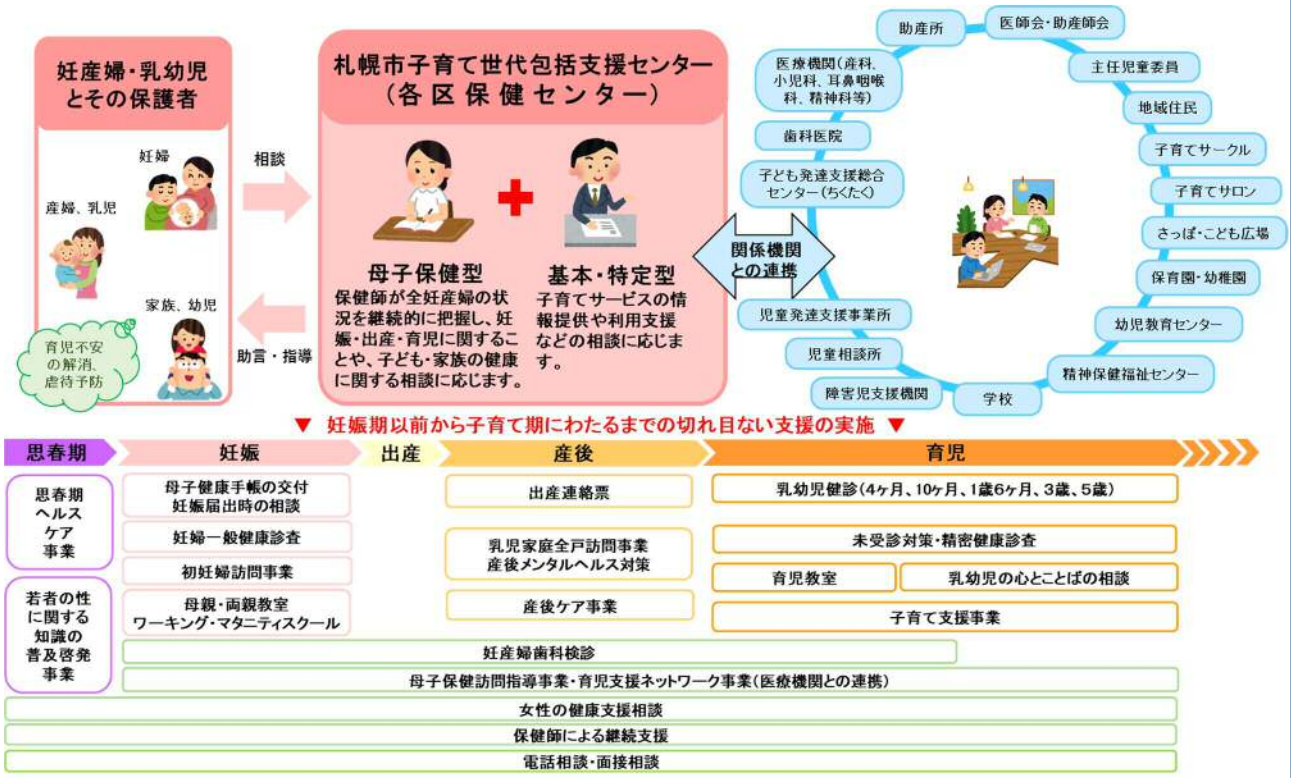 妊産婦・乳幼児
とその保護者
妊婦
産婦、乳児
家族、幼児
育児不安
の解消、
虐待予防
相談
助言・指導
札幌市子育て世代包括支援センター
(各区保健センター)
母子保健型
保健師が全妊産婦の状
況を継続的に把握し、妊
娠・出産・育児に関するこ
とや、子ども・家族の健康
に関する相談に応じます。
基本・特定型
子育てサービスの情
報提供や利用支援
などの相談に応じま
す。
関係機関
との連携
助産所
医師会・助産師会
医療機関(産科、
小児科、耳鼻咽喉
科、精神科等)
主任児童委員
地域住民
歯科医院
子育てサークル
子ども発達支援総合
センター(ちくたく)
子育てサロン
さっぽ・こども広場
保育園・幼稚園
児童発達支援事業所
幼児教育センター
児童相談所
精神保健福祉センター
障害児支援機関
学校
▼ 妊娠期以前から子育て期にわたるまでの切れ目ない支援の実施 ▼
思春期
妊娠
出産
産後
育児
思春期
ヘルス
ケア
事業
若者の性
に関する
知識の
普及啓発
事業
母子健康手帳の交付
妊娠届出時の相談
妊婦一般健康診査
初妊婦訪問事業
母親・両親教室
ワーキング・マタニティスクール
出産連絡票
乳児家庭全戸訪問事業
産後メンタルヘルス対策
産後ケア事業
乳幼児健診(4ヶ月、10ヶ月、1歳6ヶ月、3歳、5歳)
未受診対策・精密健康診査
育児教室
乳幼児の心とことばの相談
子育て支援事業
妊産婦歯科検診
母子保健訪問指導事業・育児支援ネットワーク事業(医療機関との連携)
女性の健康支援相談
保健師による継続支援
電話相談・面接相談